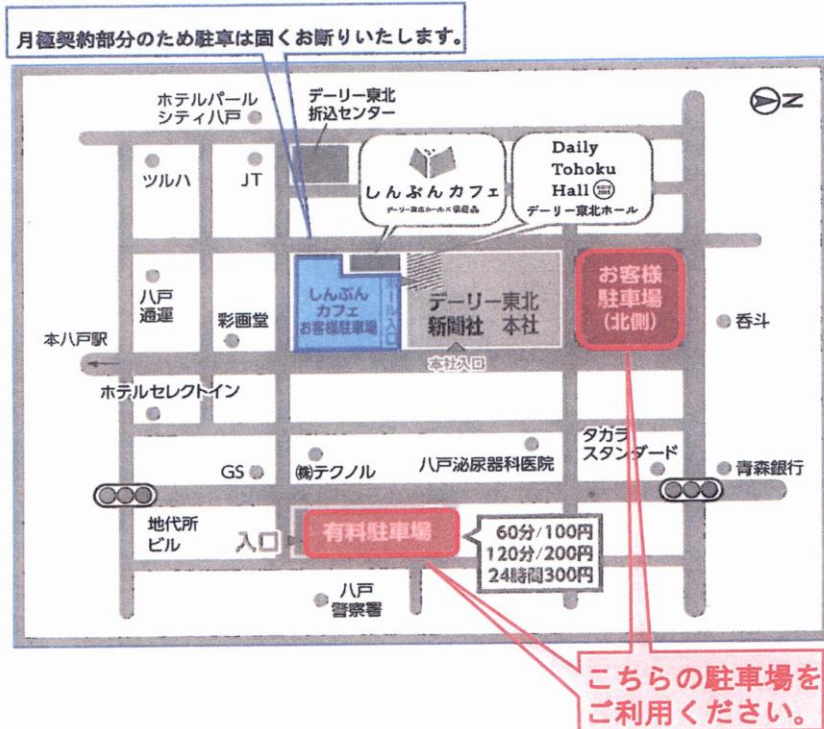 月極契約部分のため駐車は固くお断りいたします。
ホテルパール
シティ八戸
デーリー東北
折込センター
N
ツルハ
JT
しんぶんカフェ
Daily
Tohoku
Hall
デーリー東北ホール
八戸
通運
彩画堂
しんぶん
カフェ
お客様駐車場
ホール入口
デーリー東北
新聞社 本社
お客様
駐車場
(北側)
呑斗
本八戸駅
本社入口
ホテルセレクトイン
GS
㈱テクノル
八戸泌尿器科医院
タカラ
スタンダード
青森銀行
地代所
ビル
入口
有料駐車場
60分/100円
120分/200円
24時間300円
八戸
警察署
こちらの駐車場を
ご利用ください。